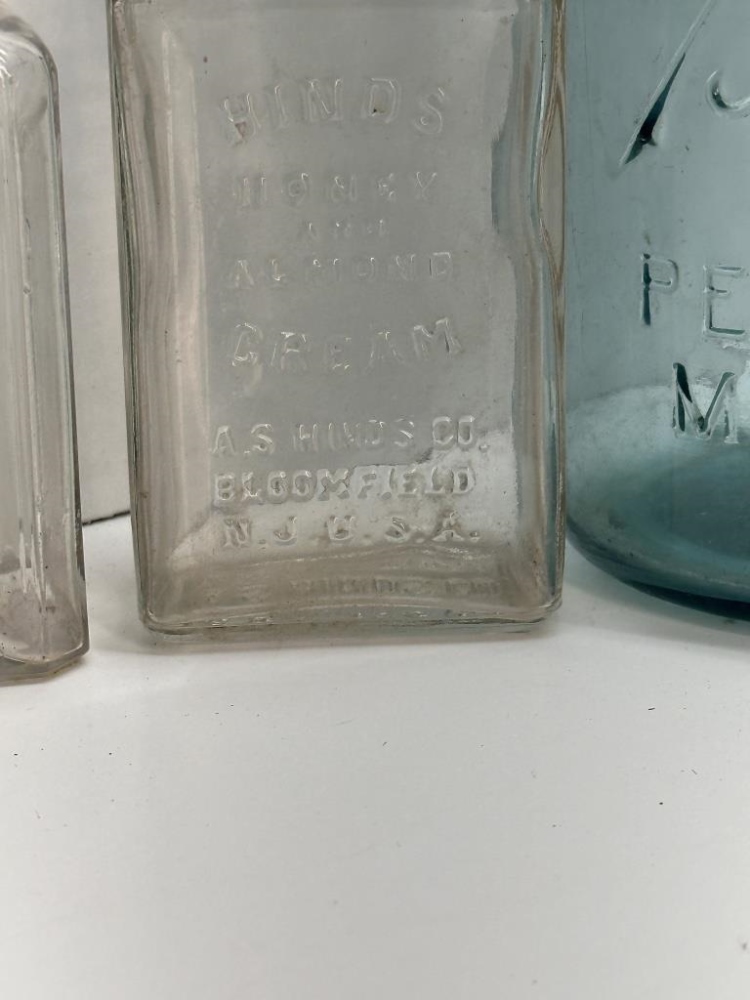 HINDS
HONEY
AND
ALMOND
CREAM
A.S HINDS CO.
BLOOMFIELD
N.J U.S.A.
PE
M